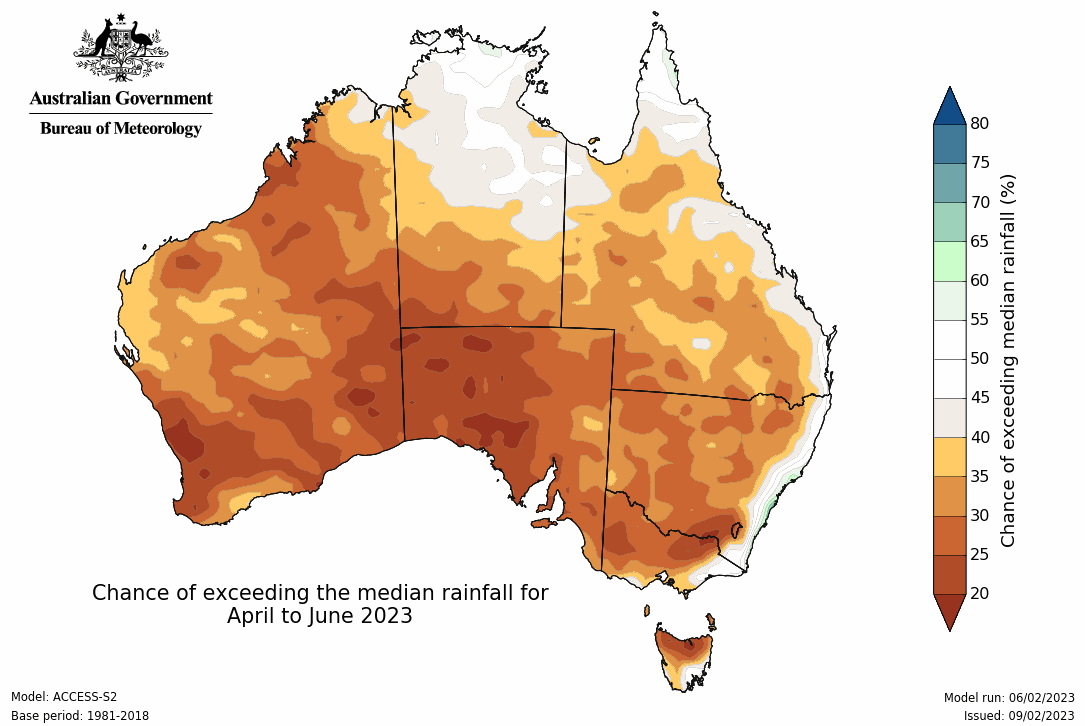 AUSTRALIA
Australian Government
Bureau of Meteorology
80
75
70
65
60
55
50
45
40
35
30
25
20
Chance of exceeding median rainfall (%)
Chance of exceeding the median rainfall for
April to June 2023
Model: ACCESS-S2
Base period: 1981-2018
Model run: 06/02/2023
Issued: 09/02/2023